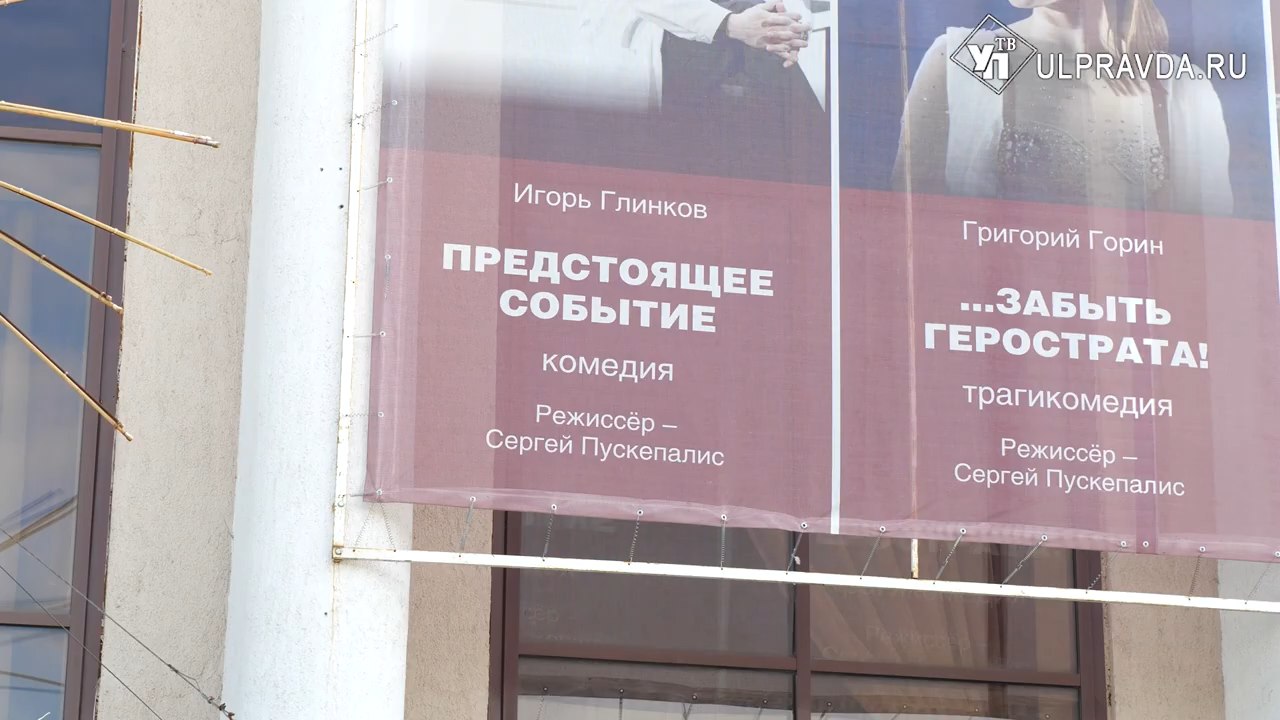 УП ТВ ULPRAVDA.RU
Игорь Глинков
ПРЕДСТОЯЩЕЕ
СОБЫТИЕ
комедия
Режиссёр –
Сергей Пускепалис
Григорий Горин
...ЗАБЫТЬ
ГЕРОСТРАТА!
трагикомедия
Режиссёр –
Сергей Пускепалис